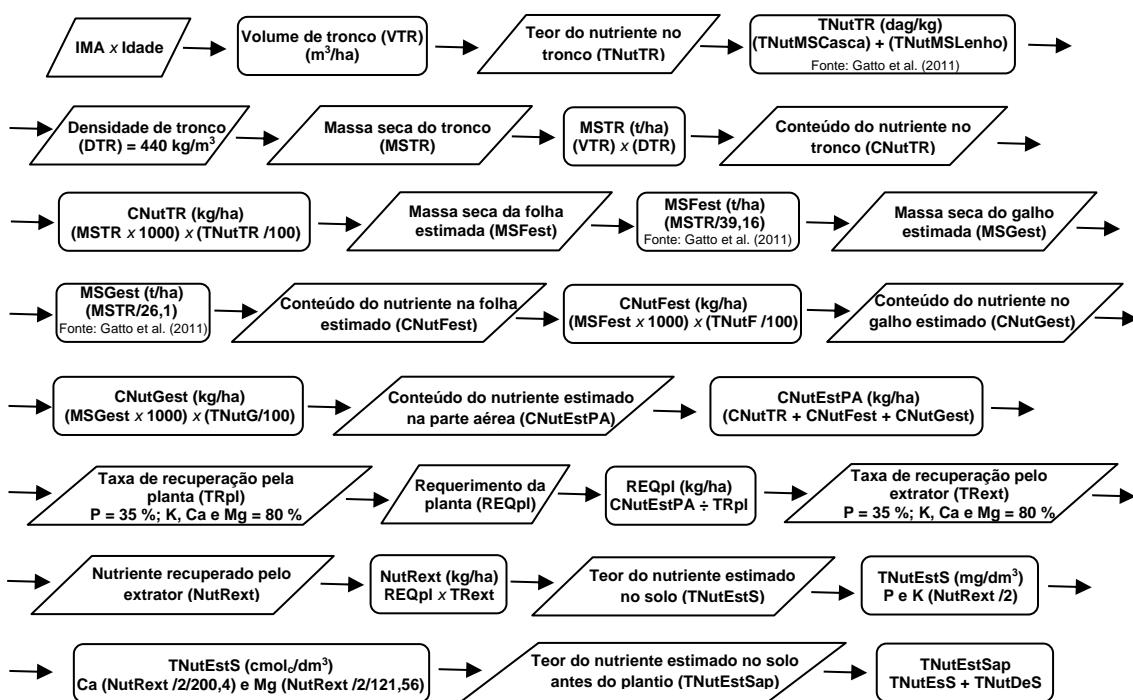 IMA x Idade
Volume de tronco (VTR)
(m³/ha)
Teor do nutriente no
tronco (TNutTR)
TNutTR (dag/kg)
(TNutMSCasca) + (TNutMSLenho)
Fonte: Gatto et al. (2011)
Densidade de tronco
(DTR) = 440 kg/m³
Massa seca do tronco
(MSTR)
MSTR (t/ha)
(VTR) x (DTR)
Conteúdo do nutriente no
tronco (CNutTR)
CNutTR (kg/ha)
(MSTR x 1000) x (TNutTR /100)
Massa seca da folha
estimada (MSFest)
MSFest (t/ha)
(MSTR/39,16)
Fonte: Gatto et al. (2011)
Massa seca do galho
estimada (MSGest)
MSGest (t/ha)
(MSTR/26,1)
Fonte: Gatto et al. (2011)
Conteúdo do nutriente na folha
estimado (CNutFest)
CNutFest (kg/ha)
(MSFest x 1000) x (TNutF /100)
Conteúdo do nutriente no
galho estimado (CNutGest)
CNutGest (kg/ha)
(MSGest x 1000) x (TNutG/100)
Conteúdo do nutriente estimado
na parte aérea (CNutEstPA)
CNutEstPA (kg/ha)
(CNutTR + CNutFest + CNutGest)
Taxa de recuperação pela
planta (TRpl)
P = 35 %; K, Ca e Mg = 80 %
Requerimento da
planta (REQpl)
REQpl (kg/ha)
CNutEstPA ÷ TRpl
Taxa de recuperação pelo
extrator (TRext)
P = 35 %; K, Ca e Mg = 80 %
Nutriente recuperado pelo
extrator (NutRext)
NutRext (kg/ha)
REQpl x TRext
Teor do nutriente estimado
no solo (TNutEstS)
TNutEstS (mg/dm³)
P e K (NutRext /2)
TNutEstS (cmolc/dm³)
Ca (NutRext /2/200,4) e Mg (NutRext /2/121,56)
Teor do nutriente estimado no solo
antes do plantio (TNutEstSap)
TNutEstSap
TNutEsS + TNutDeS